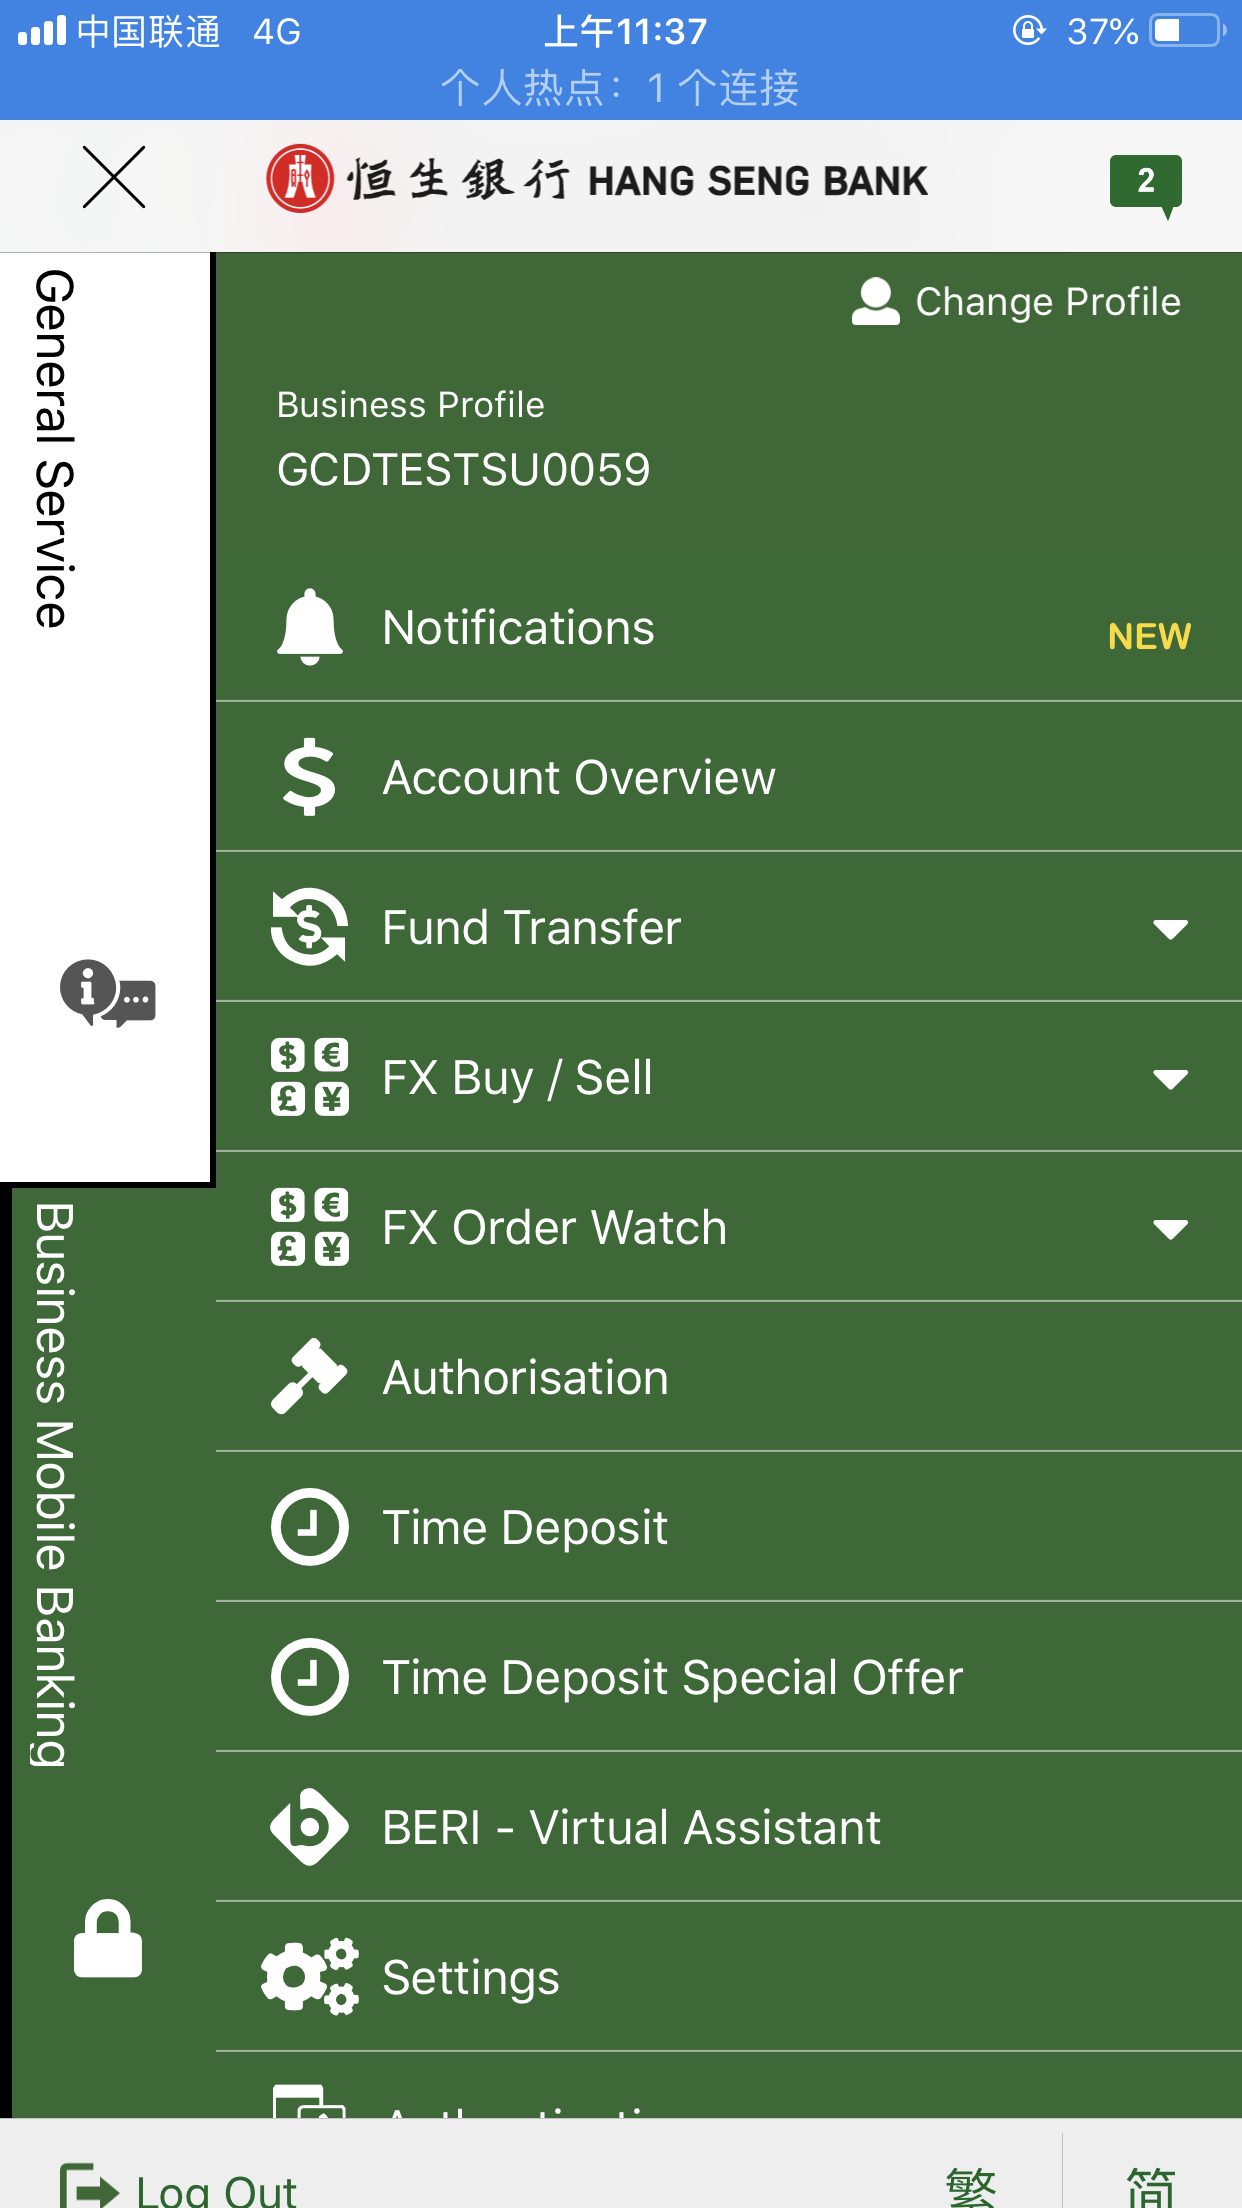 中国联通 4G 上午11:37 37%
个人热点：1 个连接
恒生銀行 HANG SENG BANK 2
General Service
Change Profile
Business Profile
GCDTESTSU0059
Notifications NEW
Account Overview
Fund Transfer
FX Buy / Sell
FX Order Watch
Authorisation
Time Deposit
Time Deposit Special Offer
BERI - Virtual Assistant
Settings
Business Mobile Banking
Log Out 繁 简